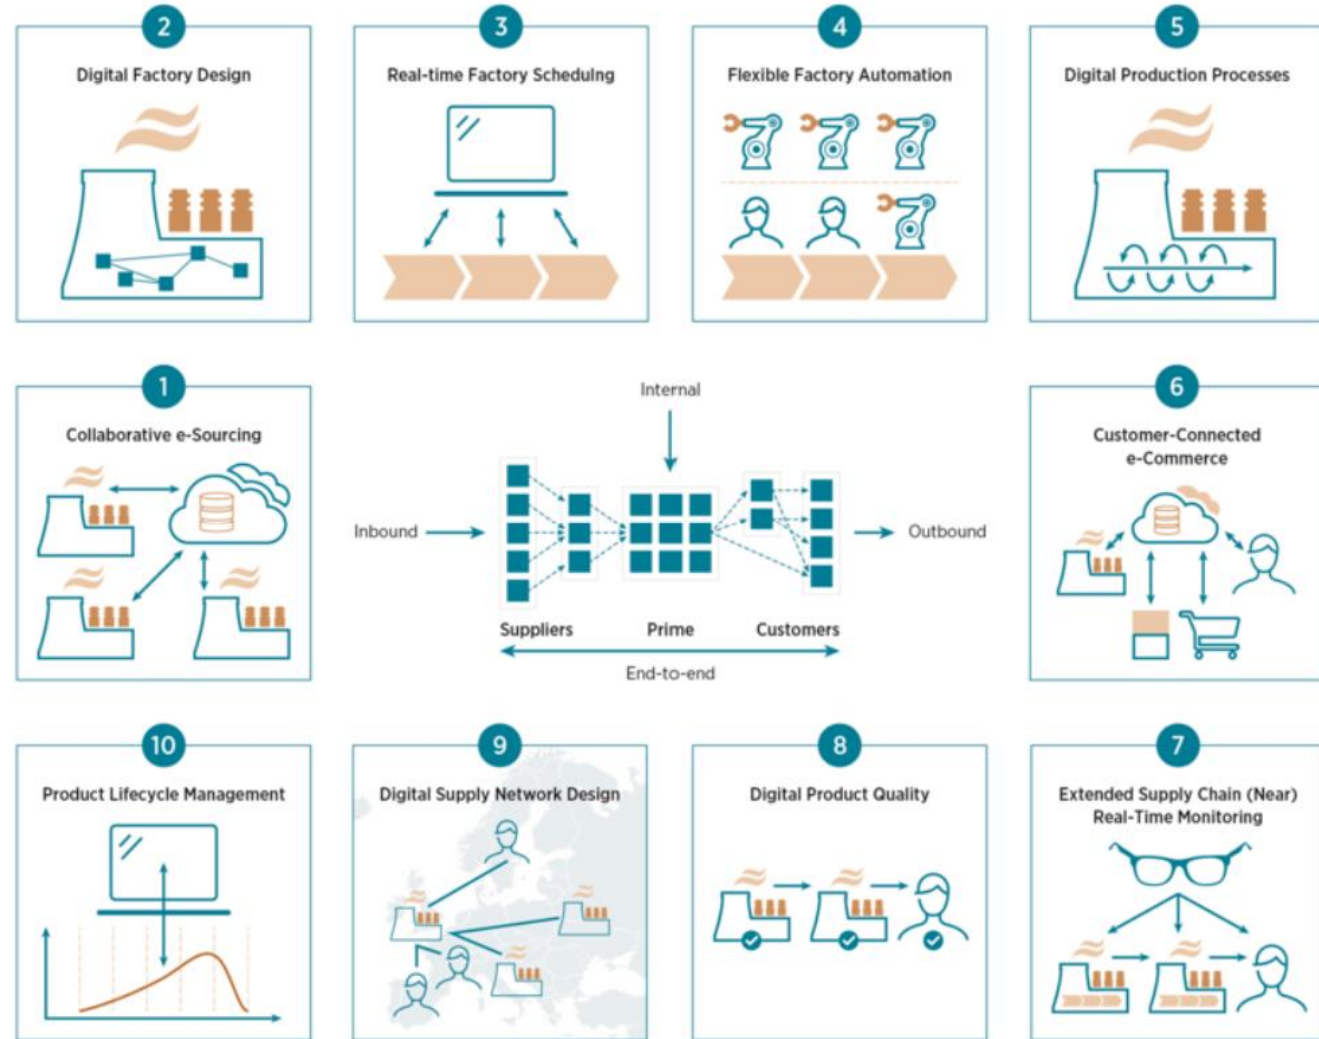 2
Digital Factory Design
3
Real-time Factory Schedulng
4
Flexible Factory Automation
5
Digital Production Processes
1
Collaborative e-Sourcing
Internal
Inbound
Outbound
Suppliers
Prime
Customers
End-to-end
6
Customer-Connected
e-Commerce
10
Product Lifecycle Management
9
Digital Supply Network Design
8
Digital Product Quality
7
Extended Supply Chain (Near)
Real-Time Monitoring